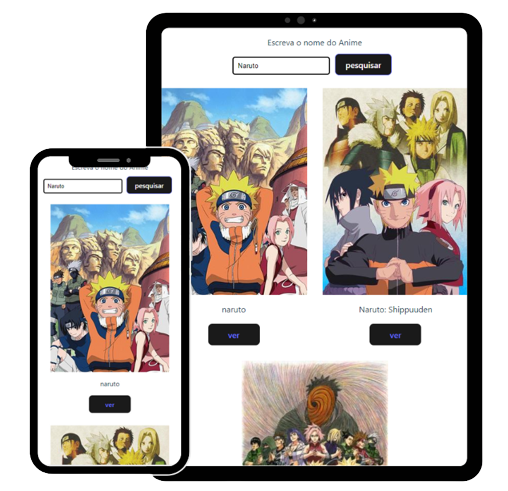 Escreva o nome do Anime
Naruto
pesquisar
naruto
Naruto: Shippuuden
ver
ver
Escreva o nome do Anime
Naruto
pesquisar
naruto
ver